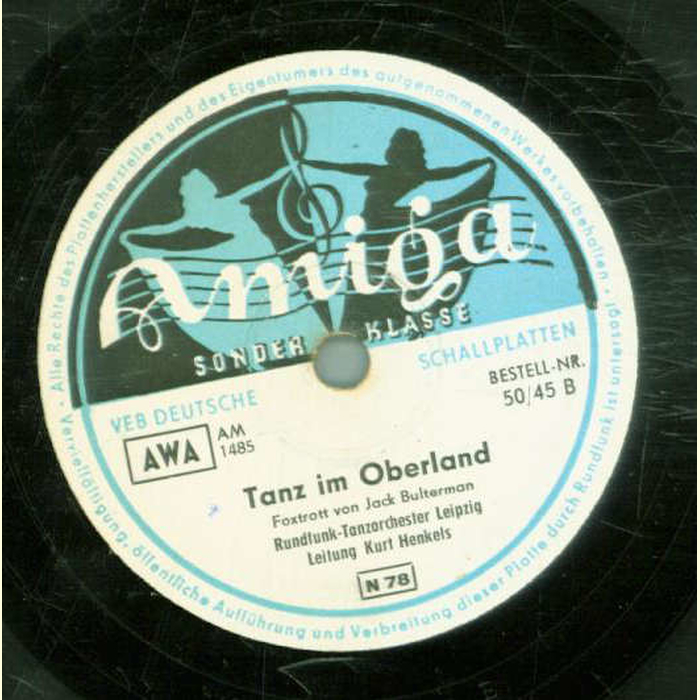 Alle Rechte des Plattenherstellers und des Eigentümers des aufgenommenen Werkes vorbehalten ·
Vervielfältigung, öffentliche Aufführung und Verbreitung dieser Platte durch Rundfunk ist untersagt ·
Amiga
SONDER KLASSE
VEB DEUTSCHE SCHALLPLATTEN
BESTELL-NR.
50/45 B
AWA
AM
1485
Tanz im Oberland
Foxtrott von Jack Bulterman
Rundfunk-Tanzorchester Leipzig
Leitung Kurt Henkels
N 78